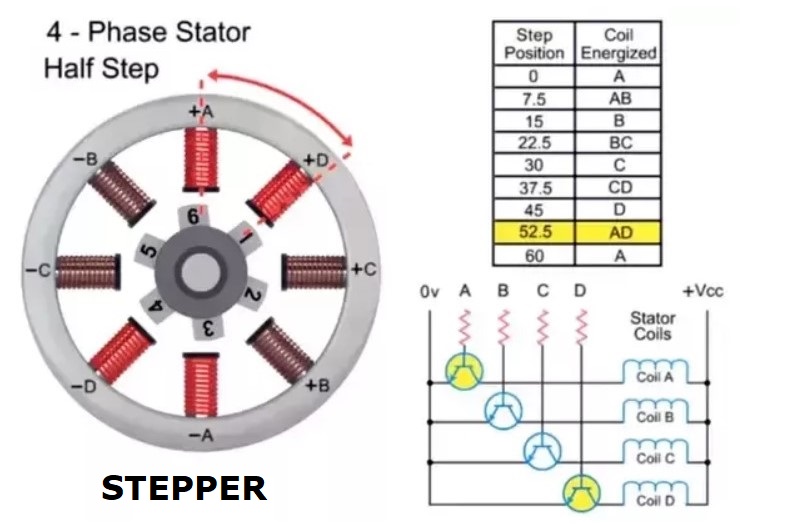 4 - Phase Stator
Half Step
+A
-B
+D
6
1
5
-C
+C
2
4
3
-D
+B
-A
STEPPER
Step Position Coil Energized
0 A
7.5 AB
15 B
22.5 BC
30 C
37.5 CD
45 D
52.5 AD
60 A
0v A B C D +Vcc
Stator
Coils
Coil A
Coil B
Coil C
Coil D